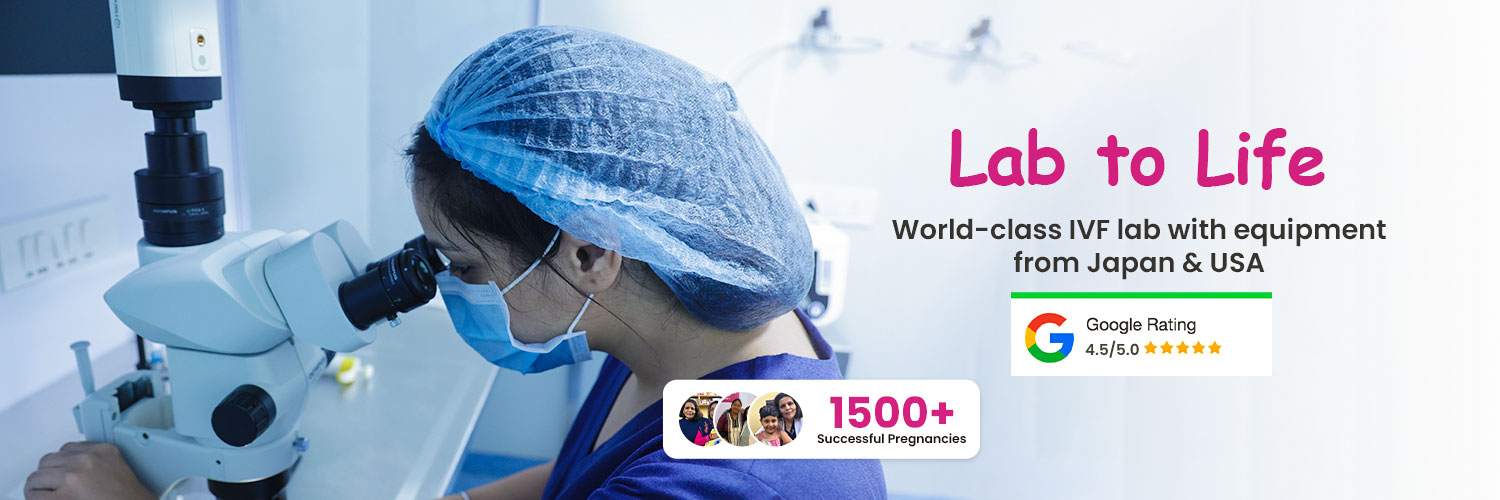 Lab to Life
World-class IVF lab with equipment
from Japan & USA
Google Rating
4.5/5.0
1500+
Successful Pregnancies